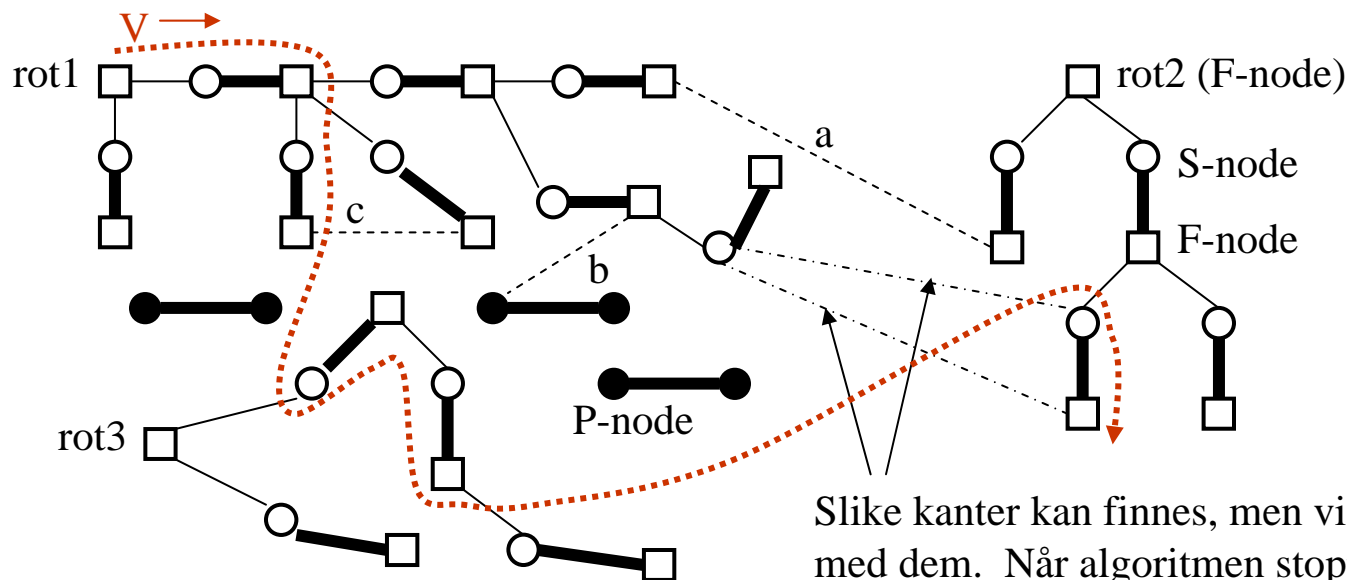 V
rot1
rot2 (F-node)
a
S-node
c
F-node
b
P-node
rot3
Slike kanter kan finnes, men vi
med dem. Når algoritmen stop